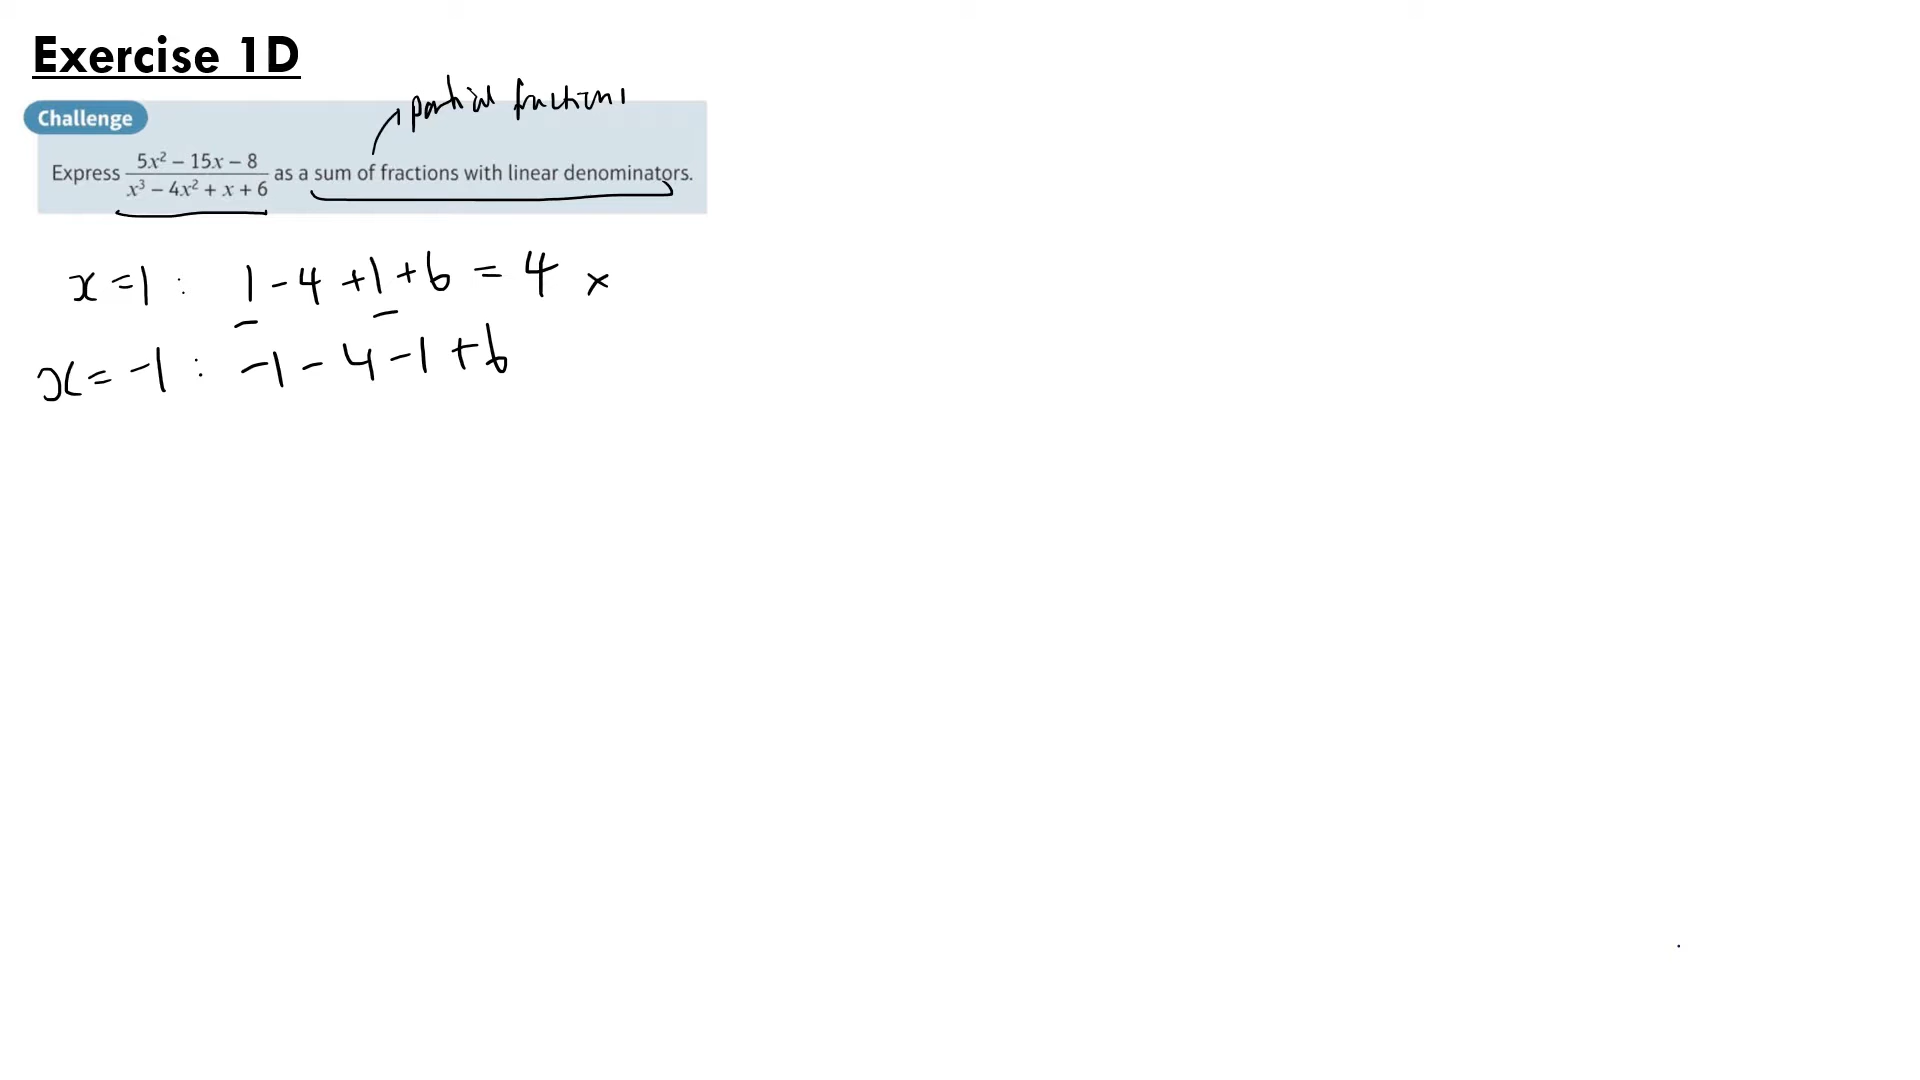 Exercise 1D
partial fractions
Challenge
Express (5x² − 15x − 8)/(x³ − 4x² + x + 6) as a sum of fractions with linear denominators.
x = 1 : 1 − 4 + 1 + 6 = 4 ×
x = −1 : −1 − 4 − 1 + 6